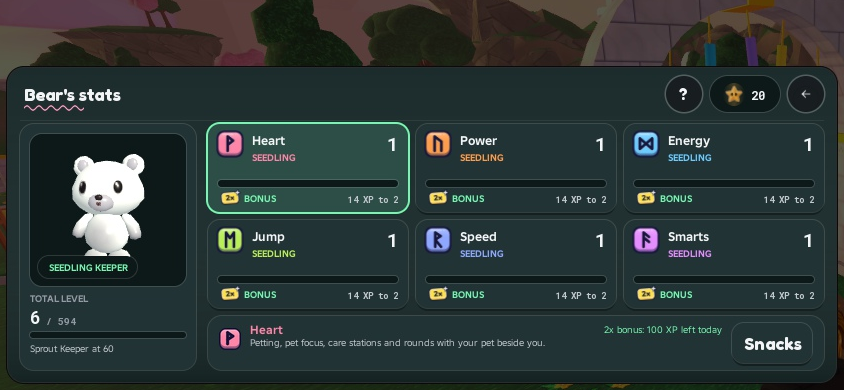 Bear's stats
?
20
←
SEEDLING KEEPER
TOTAL LEVEL
6 / 594
Sprout Keeper at 60
ᚹ
Heart
1
SEEDLING
2x
BONUS
14 XP to 2
ᚢ
Power
1
SEEDLING
2x
BONUS
14 XP to 2
ᛞ
Energy
1
SEEDLING
2x
BONUS
14 XP to 2
ᛖ
Jump
1
SEEDLING
2x
BONUS
14 XP to 2
ᚱ
Speed
1
SEEDLING
2x
BONUS
14 XP to 2
ᚨ
Smarts
1
SEEDLING
2x
BONUS
14 XP to 2
ᚹ
Heart
Petting, pet focus, care stations and rounds with your pet beside you.
2x bonus: 100 XP left today
Snacks